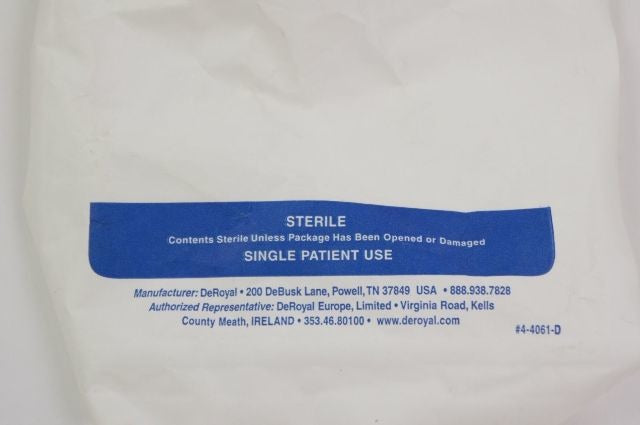 STERILE
Contents Sterile Unless Package Has Been Opened or Damaged
SINGLE PATIENT USE
Manufacturer: DeRoyal • 200 DeBusk Lane, Powell, TN 37849 USA • 888.938.7828
Authorized Representative: DeRoyal Europe, Limited • Virginia Road, Kells
County Meath, IRELAND • 353.46.80100 • www.deroyal.com
#4-4061-D